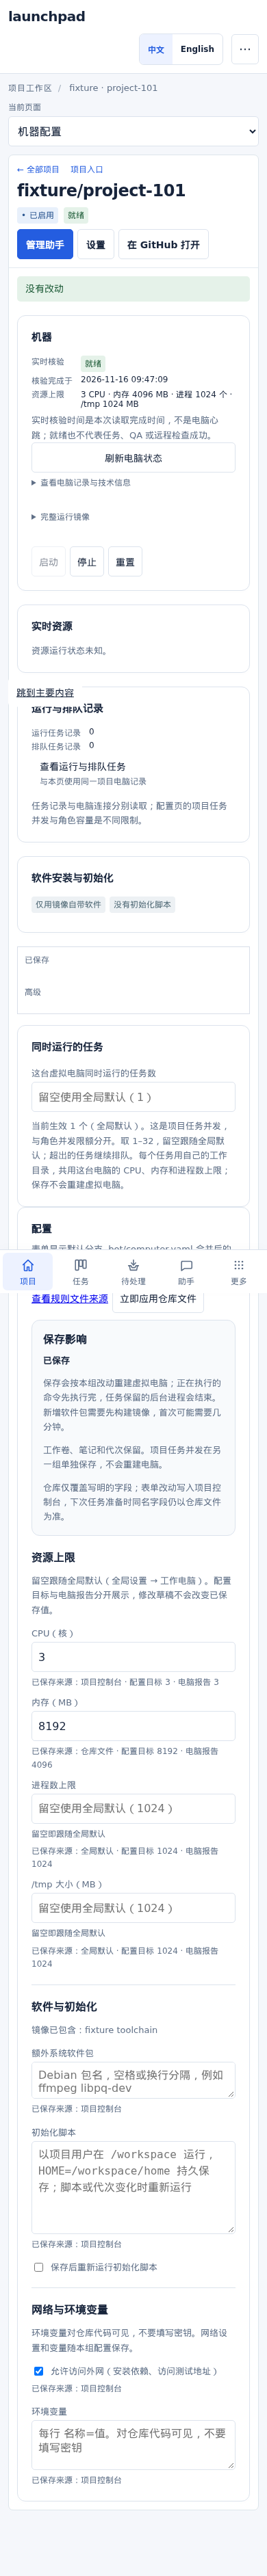 launchpad
中文 English ···
项目工作区 / fixture · project-101
当前页面
机器配置
← 全部项目 项目入口
fixture/project-101
• 已启用 就绪
管理助手 设置 在 GitHub 打开
没有改动
机器
实时核验 就绪
核验完成于 2026-11-16 09:47:09
资源上限 3 CPU · 内存 4096 MB · 进程 1024 个 ·
/tmp 1024 MB
实时核验时间是本次读取完成时间，不是电脑心
跳；就绪也不代表任务、QA 或远程检查成功。
刷新电脑状态
▶ 查看电脑记录与技术信息
▶ 完整运行镜像
启动 停止 重置
实时资源
资源运行状态未知。
跳到主要内容
运行与排队记录
运行任务记录 0
排队任务记录 0
查看运行与排队任务
与本页使用同一项目电脑记录
任务记录与电脑连接分别读取；配置页的项目任务
并发与角色容量是不同限制。
软件安装与初始化
仅用镜像自带软件 没有初始化脚本
已保存
高级
同时运行的任务
这台虚拟电脑同时运行的任务数
留空使用全局默认（1）
当前生效 1 个（全局默认）。这是项目任务并发，
与角色并发限额分开。取 1–32，留空跟随全局默
认；超出的任务继续排队。每个任务用自己的工作
目录，共用这台电脑的 CPU、内存和进程数上限；
保存不会重建虚拟电脑。
配置
项目 任务 待处理 助手 更多
查看规则文件来源 立即应用仓库文件
保存影响
已保存
保存会按本组改动重建虚拟电脑；正在执行的
命令先执行完，任务保留的后台进程会结束。
新增软件包需要先构建镜像，首次可能需要几
分钟。
工作卷、笔记和代次保留。项目任务并发在另
一组单独保存，不会重建电脑。
仓库仅覆盖写明的字段；表单改动写入项目控
制台，下次任务准备时同名字段仍以仓库文件
为准。
资源上限
留空跟随全局默认（全局设置 → 工作电脑）。配置
目标与电脑报告分开展示，修改草稿不会改变已保
存值。
CPU（核）
3
已保存来源：项目控制台 · 配置目标 3 · 电脑报告 3
内存（MB）
8192
已保存来源：仓库文件 · 配置目标 8192 · 电脑报告
4096
进程数上限
留空使用全局默认（1024）
留空即跟随全局默认
已保存来源：全局默认 · 配置目标 1024 · 电脑报告
1024
/tmp 大小（MB）
留空使用全局默认（1024）
留空即跟随全局默认
已保存来源：全局默认 · 配置目标 1024 · 电脑报告
1024
软件与初始化
镜像已包含：fixture toolchain
额外系统软件包
Debian 包名，空格或换行分隔，例如
ffmpeg libpq-dev
已保存来源：项目控制台
初始化脚本
以项目用户在 /workspace 运行，
HOME=/workspace/home 持久保
存；脚本或代次变化时重新运行
已保存来源：项目控制台
保存后重新运行初始化脚本
网络与环境变量
环境变量对仓库代码可见，不要填写密钥。网络设
置和变量随本组配置保存。
允许访问外网（安装依赖、访问测试地址）
已保存来源：项目控制台
环境变量
每行 名称=值。对仓库代码可见，不要
填写密钥
已保存来源：项目控制台